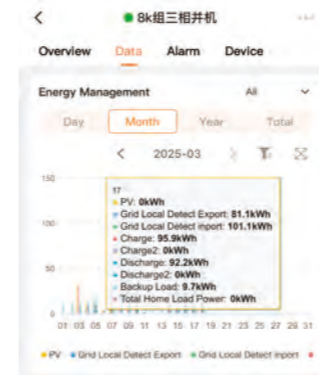 8k组三相并机
Overview Data Alarm Device
Energy Management All
Day Month Year Total
2025-03
150
100
50
0
17
PV: 0kWh
Grid Local Detect Export: 81.1kWh
Grid Local Detect inport: 101.1kWh
Charge: 95.9kWh
Charge2: 0kWh
Discharge: 92.2kWh
Discharge2: 0kWh
Backup Load: 9.7kWh
Total Home Load Power: 0kWh
01 03 05 07 09 11 13 15 17 19 21 23 25 27 29 31
PV Grid Local Detect Export Grid Local Detect inport